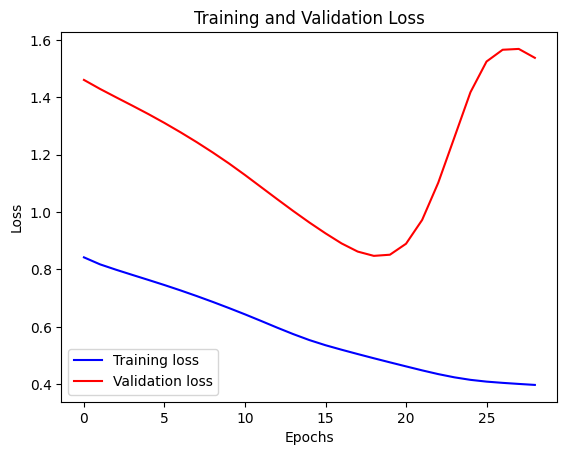 Training and Validation Loss
1.6
1.4
1.2
1.0
0.8
0.6
0.4
Loss
Training loss
Validation loss
0 5 10 15 20 25
Epochs